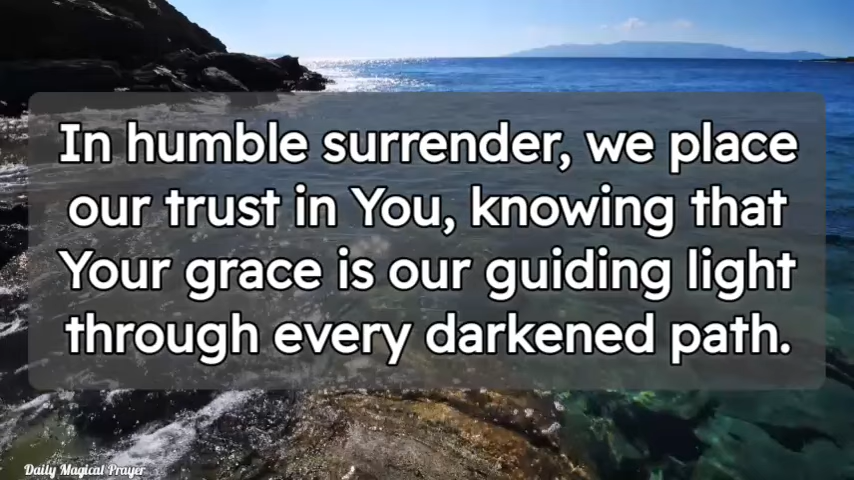 In humble surrender, we place
our trust in You, knowing that
Your grace is our guiding light
through every darkened path.
Daily Magical Prayer